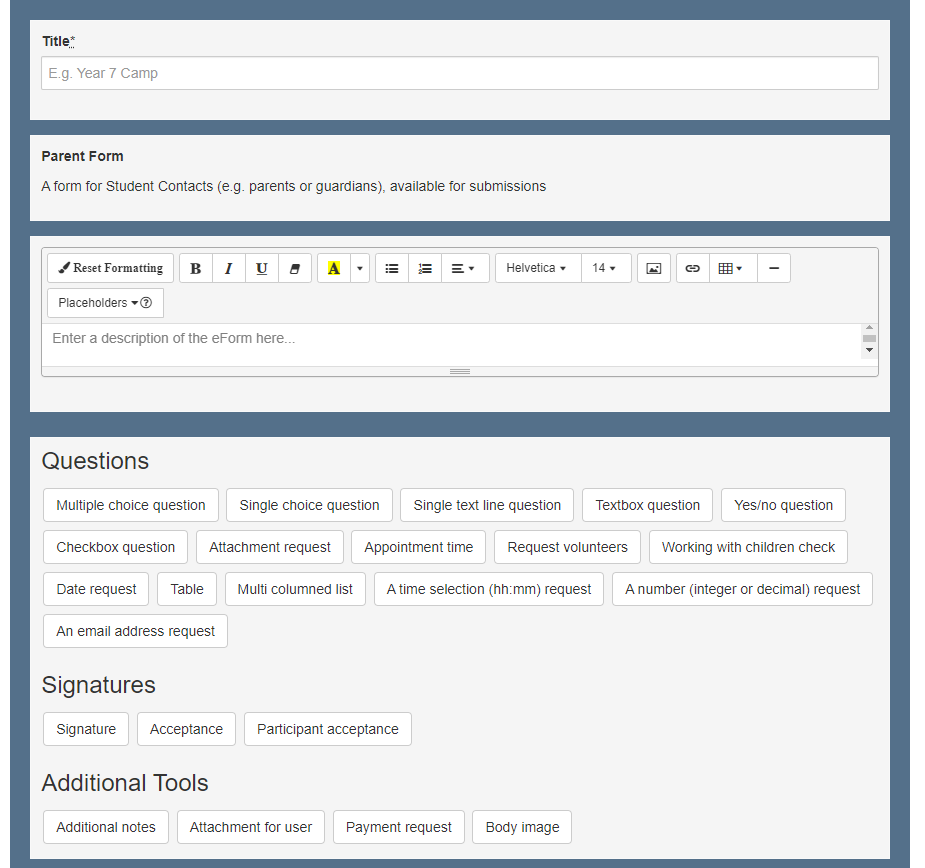 Title*
E.g. Year 7 Camp
Parent Form
A form for Student Contacts (e.g. parents or guardians), available for submissions
Reset Formatting B I U A Helvetica 14
Placeholders
Enter a description of the eForm here...
Questions
Multiple choice question Single choice question Single text line question Textbox question Yes/no question
Checkbox question Attachment request Appointment time Request volunteers Working with children check
Date request Table Multi columned list A time selection (hh:mm) request A number (integer or decimal) request
An email address request
Signatures
Signature Acceptance Participant acceptance
Additional Tools
Additional notes Attachment for user Payment request Body image